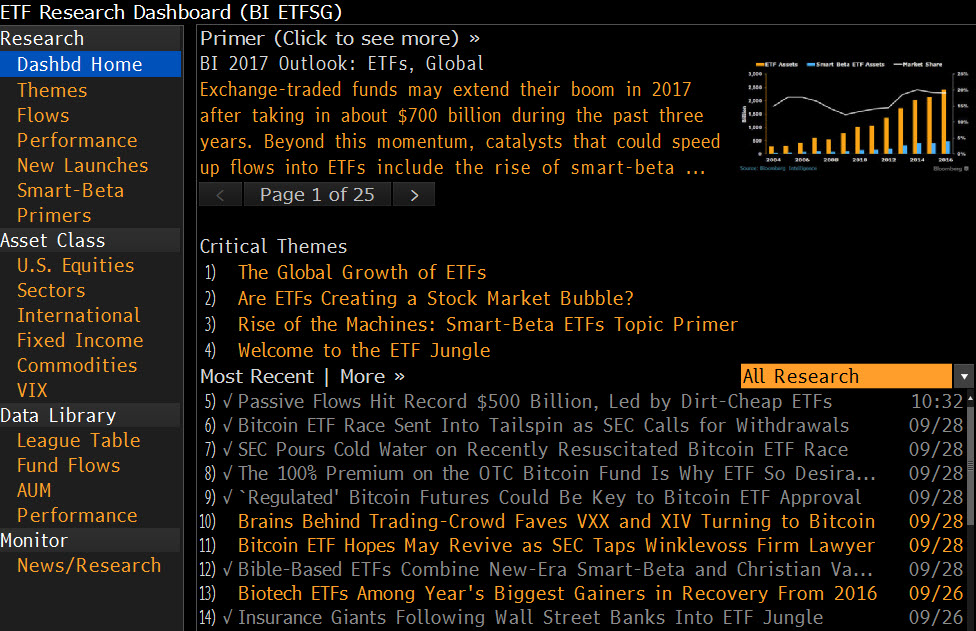 ETF Research Dashboard (BI ETFSG)
Research
Dashbd Home
Themes
Flows
Performance
New Launches
Smart-Beta
Primers
Asset Class
U.S. Equities
Sectors
International
Fixed Income
Commodities
VIX
Data Library
League Table
Fund Flows
AUM
Performance
Monitor
News/Research
Primer (Click to see more) »
BI 2017 Outlook: ETFs, Global
Exchange-traded funds may extend their boom in 2017
after taking in about $700 billion during the past three
years. Beyond this momentum, catalysts that could speed
up flows into ETFs include the rise of smart-beta ...
< Page 1 of 25 >
ETF Assets Smart Beta ETF Assets Market Share
3,000 25%
2,500 20%
2,000
1,500 15%
1,000 10%
500 5%
0 0%
Billion
2004 2006 2008 2010 2012 2014 2016
Source: Bloomberg Intelligence Bloomberg
Critical Themes
1) The Global Growth of ETFs
2) Are ETFs Creating a Stock Market Bubble?
3) Rise of the Machines: Smart-Beta ETFs Topic Primer
4) Welcome to the ETF Jungle
Most Recent | More » All Research
5) √ Passive Flows Hit Record $500 Billion, Led by Dirt-Cheap ETFs 10:32
6) √ Bitcoin ETF Race Sent Into Tailspin as SEC Calls for Withdrawals 09/28
7) √ SEC Pours Cold Water on Recently Resuscitated Bitcoin ETF Race 09/28
8) √ The 100% Premium on the OTC Bitcoin Fund Is Why ETF So Desira... 09/28
9) √ `Regulated' Bitcoin Futures Could Be Key to Bitcoin ETF Approval 09/28
10) Brains Behind Trading-Crowd Faves VXX and XIV Turning to Bitcoin 09/28
11) Bitcoin ETF Hopes May Revive as SEC Taps Winklevoss Firm Lawyer 09/28
12) √ Bible-Based ETFs Combine New-Era Smart-Beta and Christian Va... 09/28
13) Biotech ETFs Among Year's Biggest Gainers in Recovery From 2016 09/26
14) √ Insurance Giants Following Wall Street Banks Into ETF Jungle 09/26